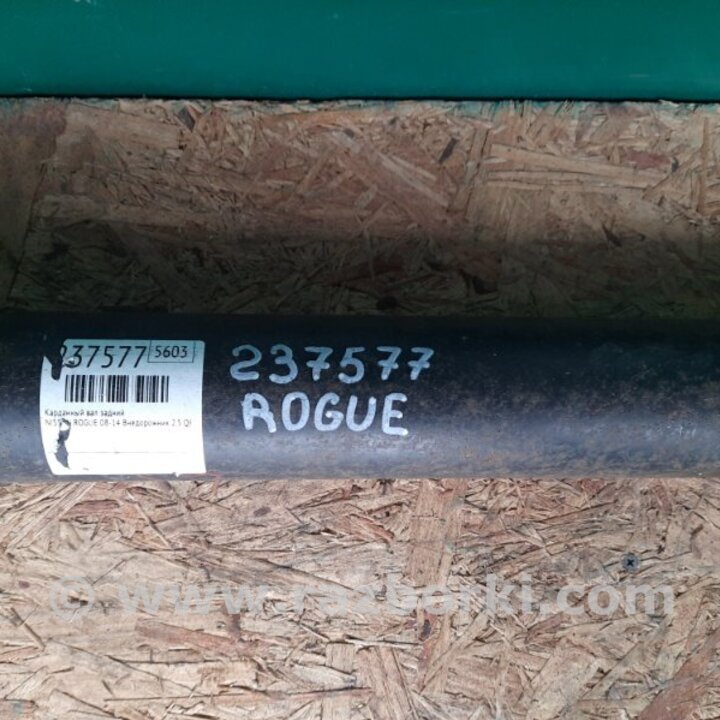 237577 5603
Карданный вал задний
ROGUE 08-14 Внедорожник 2.5 QR
237577
ROGUE
© www.razborki.com